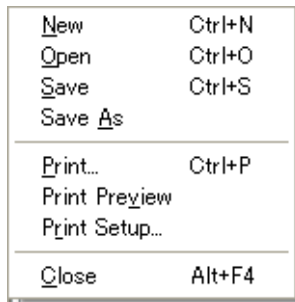 New Ctrl+N
Open Ctrl+O
Save Ctrl+S
Save As
Print... Ctrl+P
Print Preview
Print Setup...
Close Alt+F4